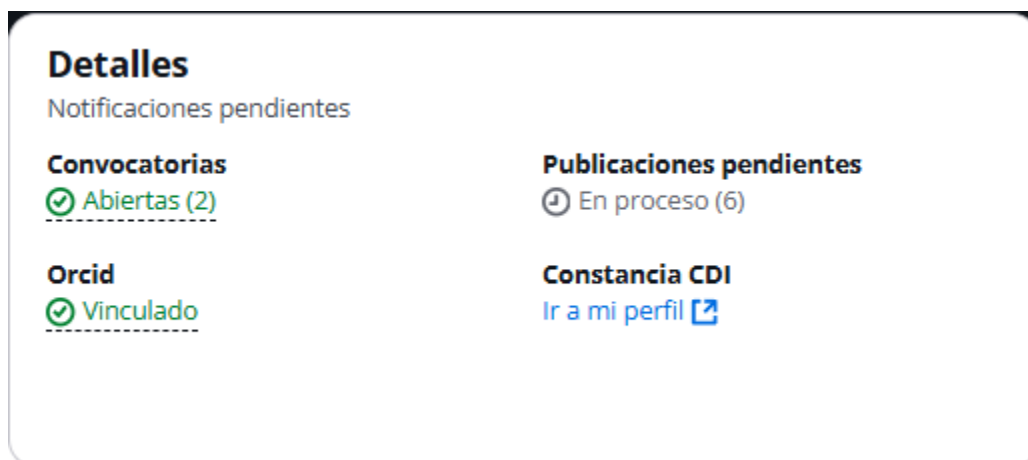 Detalles
Notificaciones pendientes
Convocatorias
Abiertas (2)
Publicaciones pendientes
En proceso (6)
Orcid
Vinculado
Constancia CDI
Ir a mi perfil